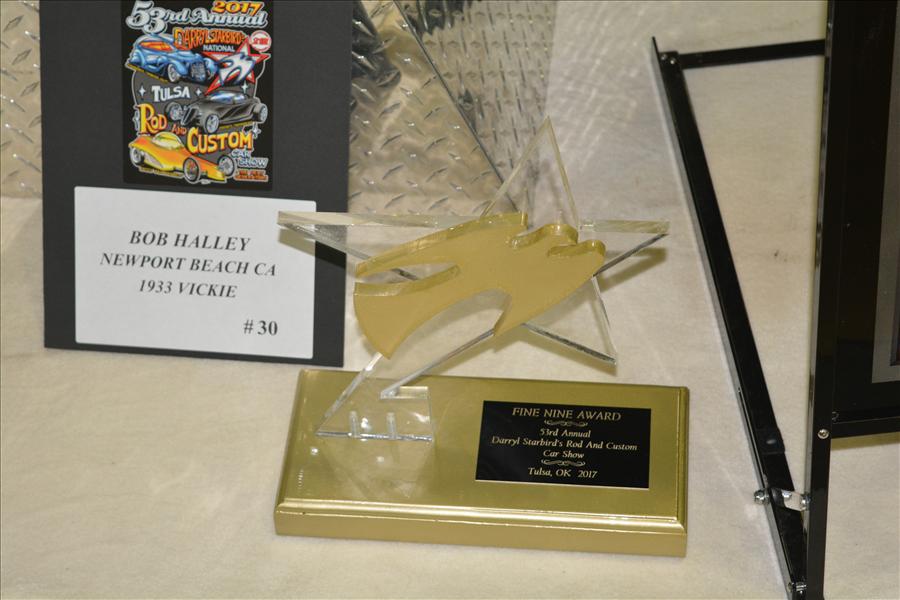 2017
53rd Annual
DARRYL STARBIRD'S
NATIONAL
TULSA
ROD AND CUSTOM
CAR SHOW
BOB HALLEY
NEWPORT BEACH CA
1933 VICKIE
#30
FINE NINE AWARD
53rd Annual
Darryl Starbird's Rod And Custom
Car Show
Tulsa, OK 2017